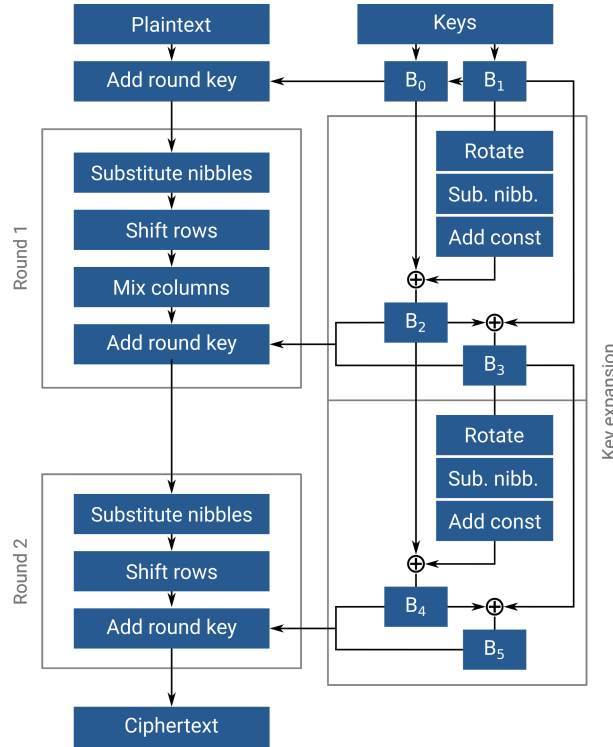 Plaintext
Keys
Add round key
B₀
B₁
Round 1
Substitute nibbles
Shift rows
Mix columns
Add round key
Rotate
Sub. nibb.
Add const
B₂
B₃
Key expansion
Rotate
Sub. nibb.
Add const
B₄
B₅
Round 2
Substitute nibbles
Shift rows
Add round key
Ciphertext